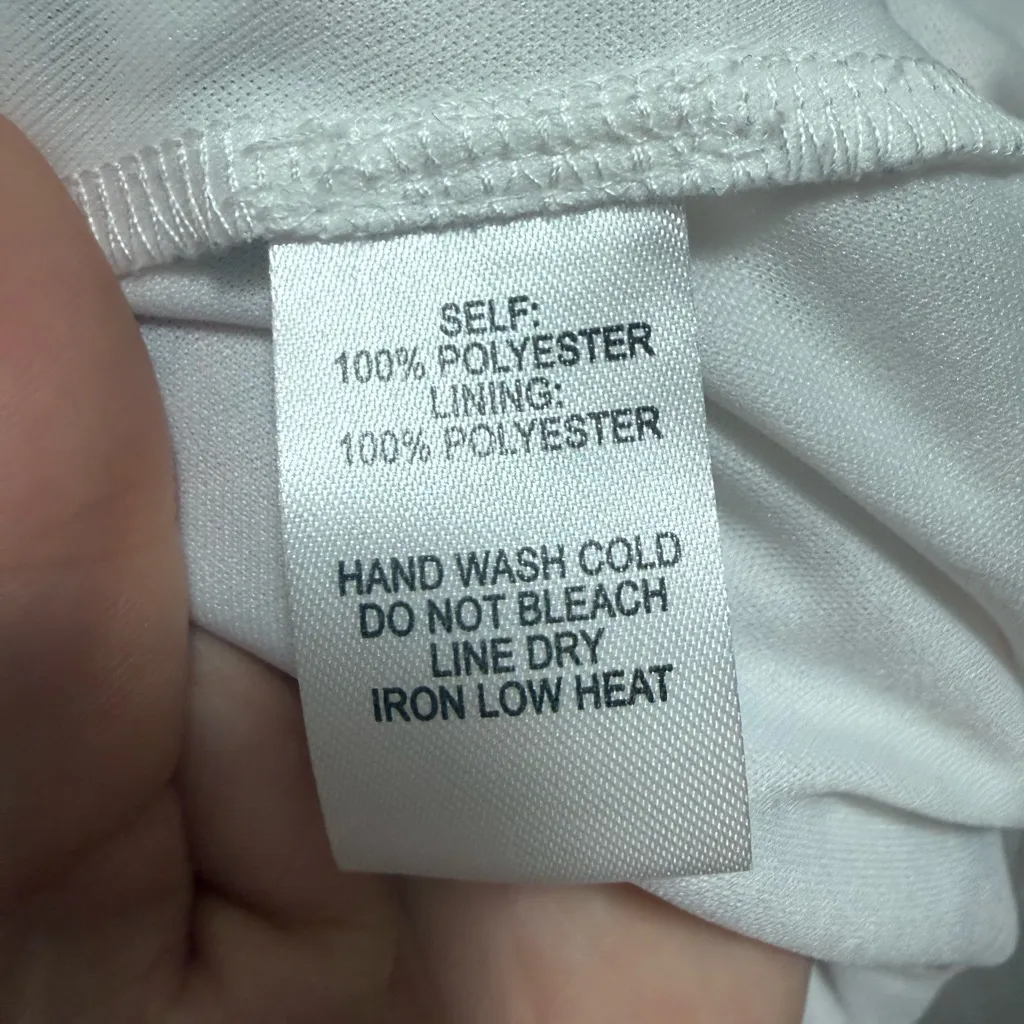 SELF:
100% POLYESTER
LINING:
100% POLYESTER
HAND WASH COLD
DO NOT BLEACH
LINE DRY
IRON LOW HEAT